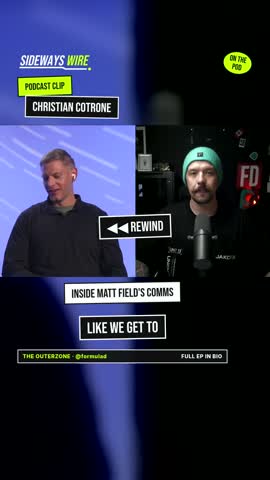 SIDEWAYS WIRE.
ON THE
POD
PODCAST CLIP
CHRISTIAN COTRONE
FD
REWIND
INSIDE MATT FIELD'S COMMS
LIKE WE GET TO
THE OUTERZONE - @formulad
FULL EP IN BIO